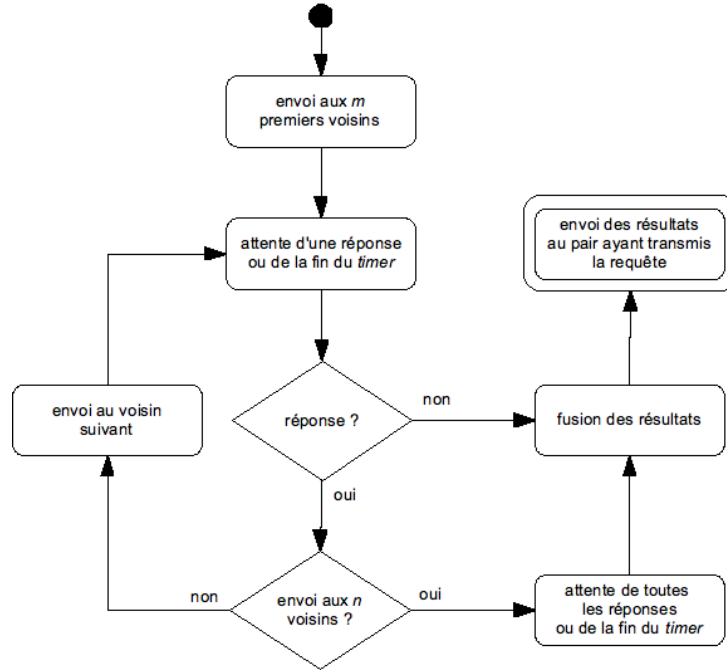 envoi aux m
premiers voisins
attente d'une réponse
ou de la fin du timer
envoi des résultats
au pair ayant transmis
la requête
envoi au voisin
suivant
réponse ?
non
fusion des résultats
oui
non
envoi aux n
voisins ?
oui
attente de toutes
les réponses
ou de la fin du timer